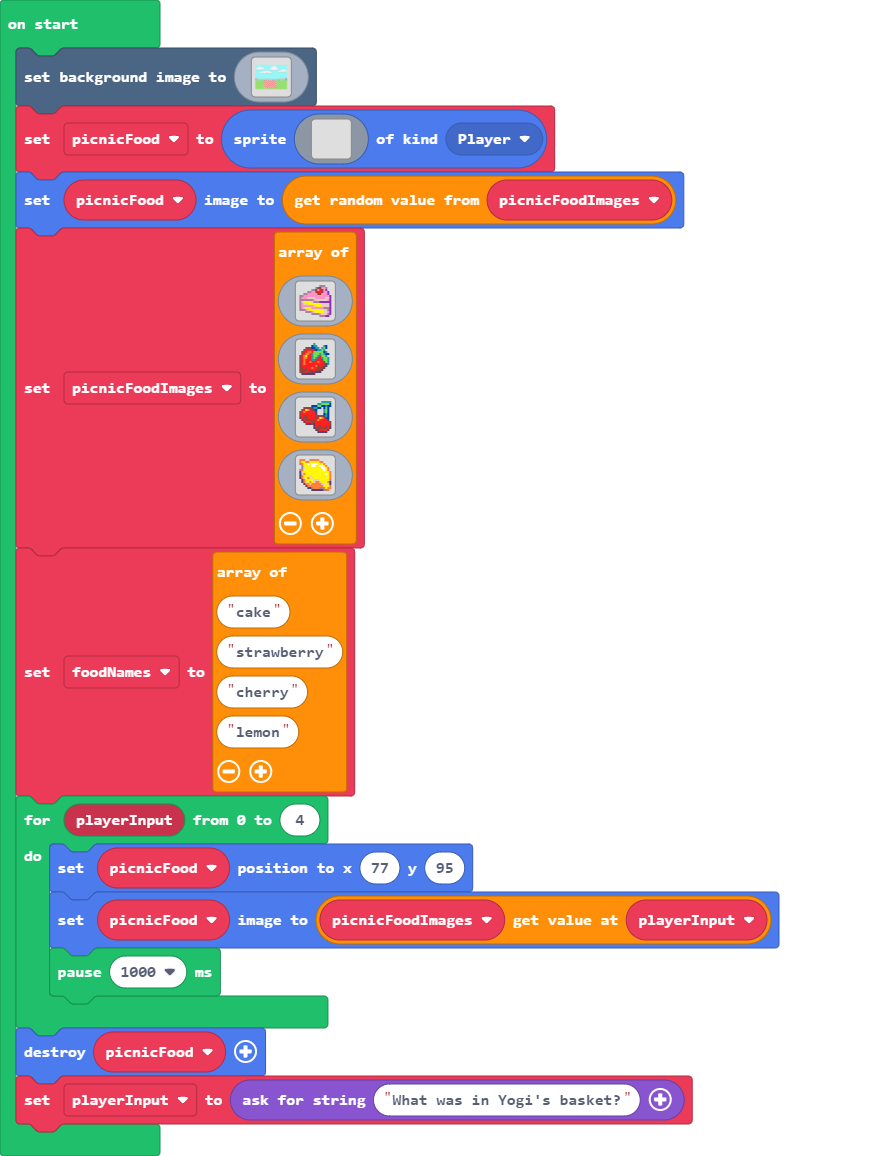 on start
set background image to
set picnicFood to sprite of kind Player
set picnicFood image to get random value from picnicFoodImages
array of
set picnicFoodImages to
array of
"cake"
"strawberry"
set foodNames to
"cherry"
"lemon"
for playerInput from 0 to 4
do
set picnicFood position to x 77 y 95
set picnicFood image to picnicFoodImages get value at playerInput
pause 1000 ms
destroy picnicFood
set playerInput to ask for string "What was in Yogi's basket?"